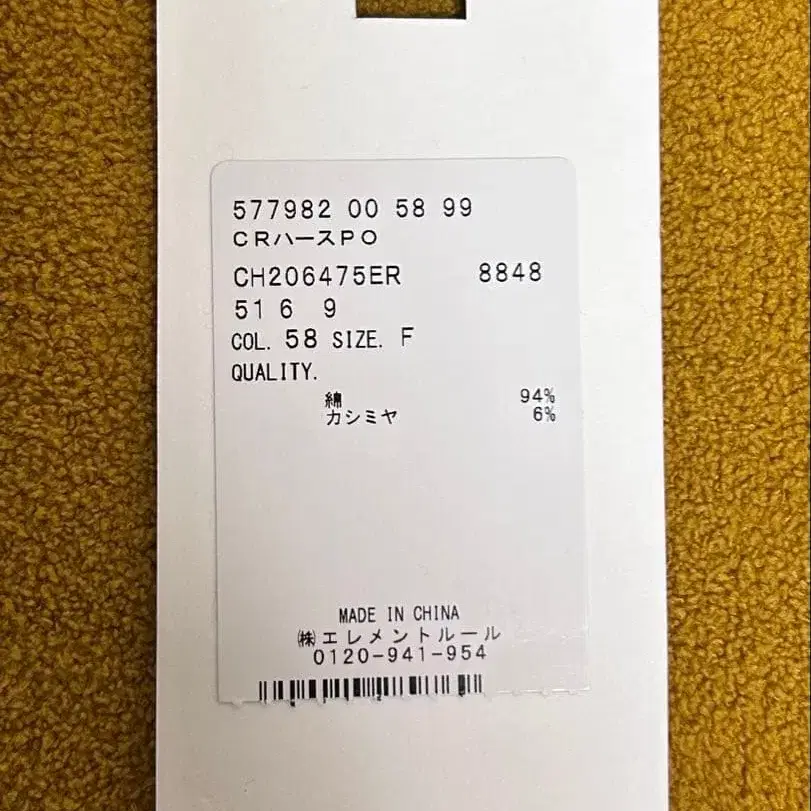 577982 00 58 99
CRハースPO
CH206475ER 8848
51 6 9
COL. 58 SIZE. F
QUALITY.
綿 94%
カシミヤ 6%
MADE IN CHINA
㈱エレメントルール
0120-941-954